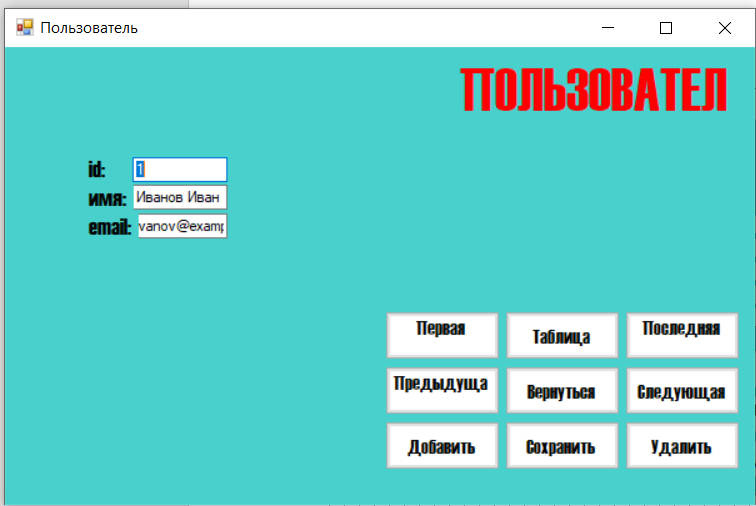 Пользователь
ПОЛЬЗОВАТЕЛ
id: 1
имя: Иванов Иван
email: vanov@examp
Первая Таблица Последняя
Предыдуща Вернуться Следующая
Добавить Сохранить Удалить